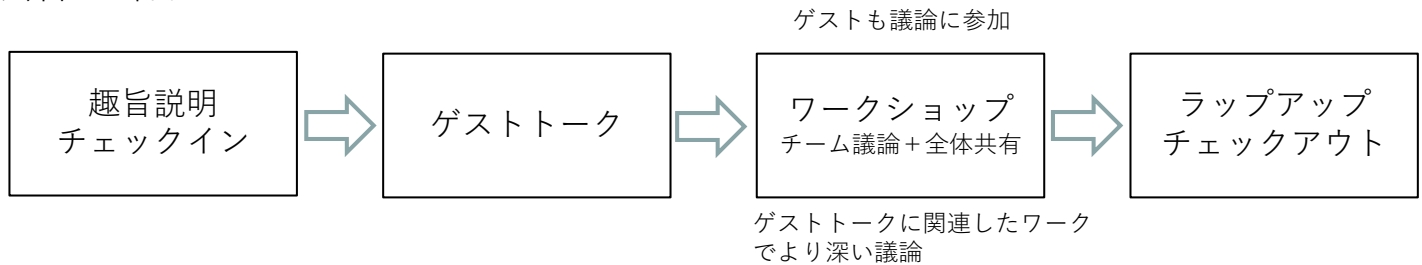 ゲストも議論に参加
趣旨説明
チェックイン
ゲストトーク
ワークショップ
チーム議論＋全体共有
ラップアップ
チェックアウト
ゲストトークに関連したワーク
でより深い議論